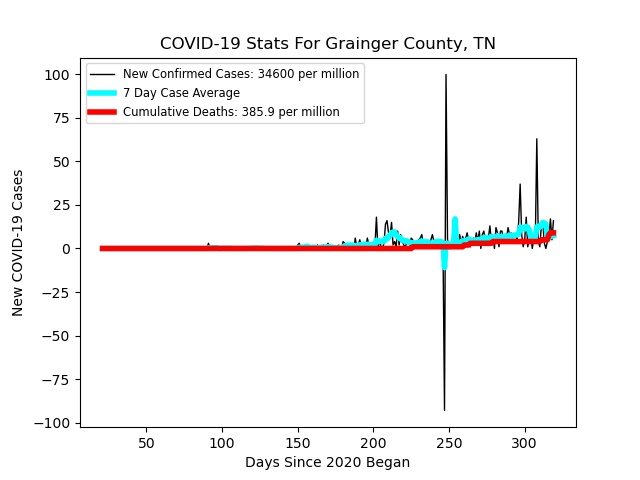 COVID-19 Stats For Grainger County, TN
New Confirmed Cases: 34600 per million
7 Day Case Average
Cumulative Deaths: 385.9 per million
100
75
50
25
0
−25
−50
−75
−100
New COVID-19 Cases
50
100
150
200
250
300
Days Since 2020 Began